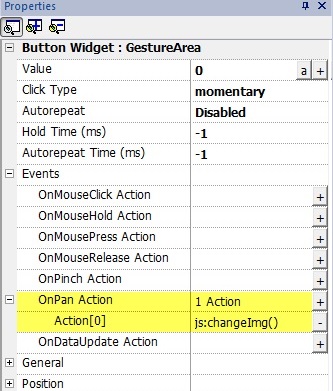 Properties
Button Widget : GestureArea
Value 0 a +
Click Type momentary
Autorepeat Disabled
Hold Time (ms) -1
Autorepeat Time (ms) -1
Events
OnMouseClick Action +
OnMouseHold Action +
OnMousePress Action +
OnMouseRelease Action +
OnPinch Action +
OnPan Action 1 Action +
Action[0] js:changeImg() -
OnDataUpdate Action +
General
Position